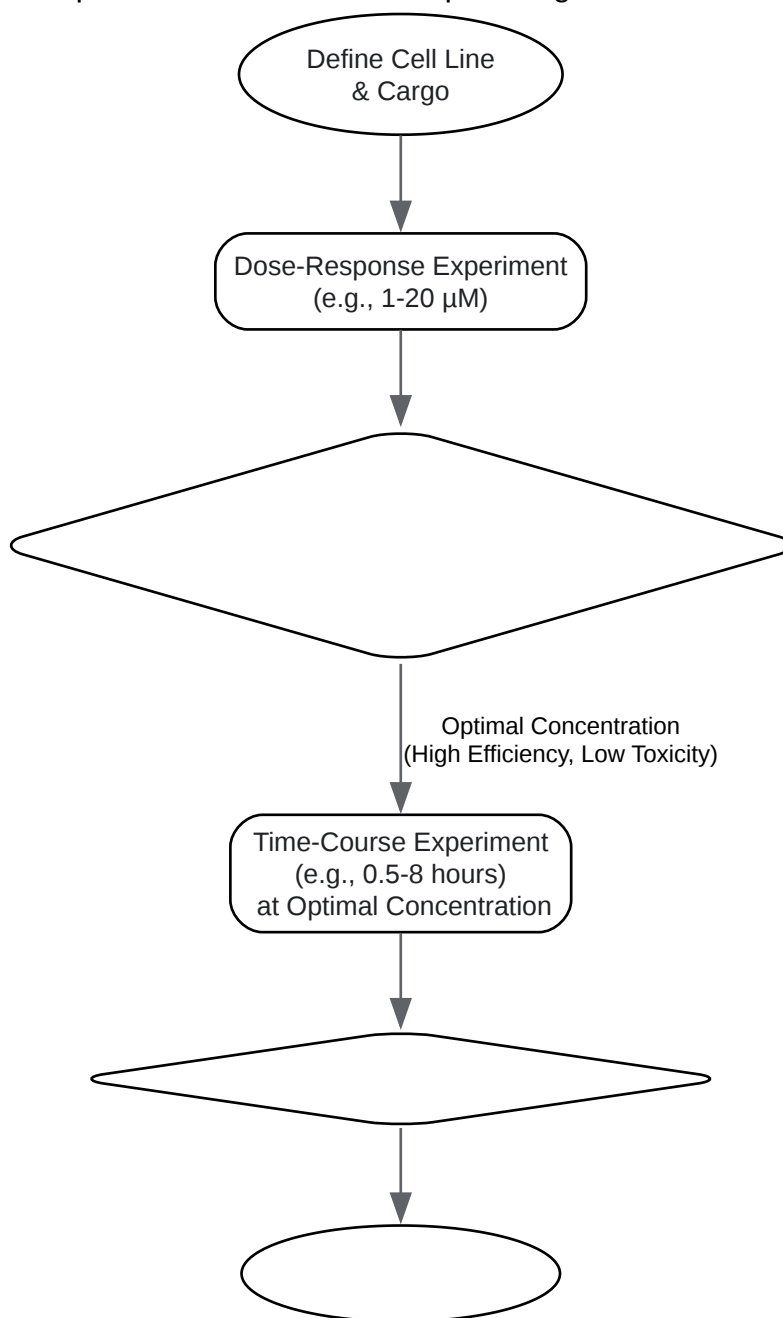 Define Cell Line
& Cargo
Dose-Response Experiment
(e.g., 1-20 µM)
Optimal Concentration
(High Efficiency, Low Toxicity)
Time-Course Experiment
(e.g., 0.5-8 hours)
at Optimal Concentration